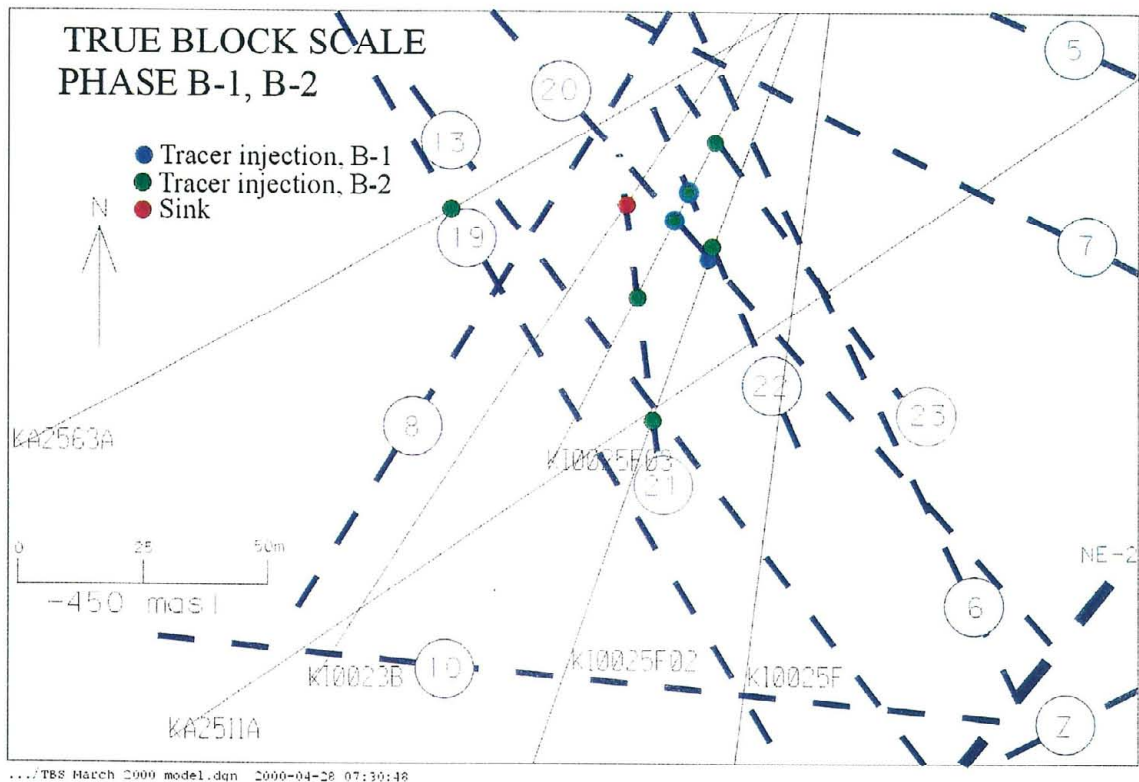 TRUE BLOCK SCALE
PHASE B-1, B-2
Tracer injection, B-1
Tracer injection, B-2
Sink
N
5
20
13
19
7
22
23
8
KA2563A
KI0025F03
21
0 25 50m
-450 masl
NE-2
6
KI0023B
10
KI0025F02
KI0025F
KA2511A
Z
.../TBS March 2000 model.dgn 2000-04-28 07:30:48